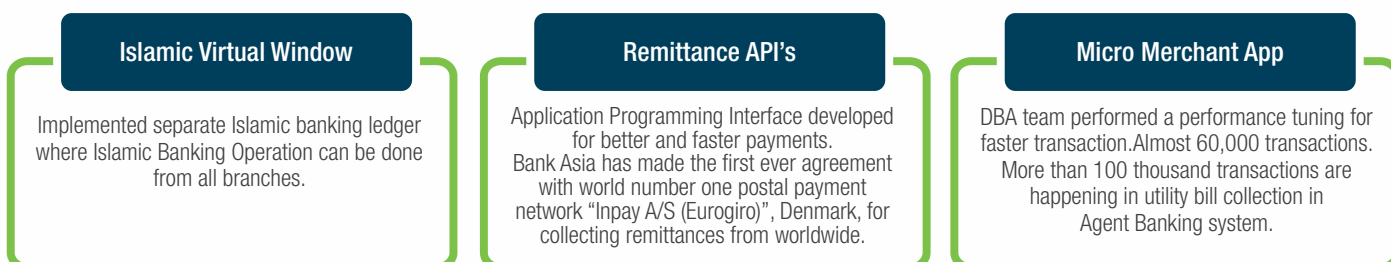 Islamic Virtual Window
Implemented separate Islamic banking ledger
where Islamic Banking Operation can be done
from all branches.
Remittance API's
Application Programming Interface developed
for better and faster payments.
Bank Asia has made the first ever agreement
with world number one postal payment
network “Inpay A/S (Eurogiro)”, Denmark, for
collecting remittances from worldwide.
Micro Merchant App
DBA team performed a performance tuning for
faster transaction.Almost 60,000 transactions.
More than 100 thousand transactions are
happening in utility bill collection in
Agent Banking system.